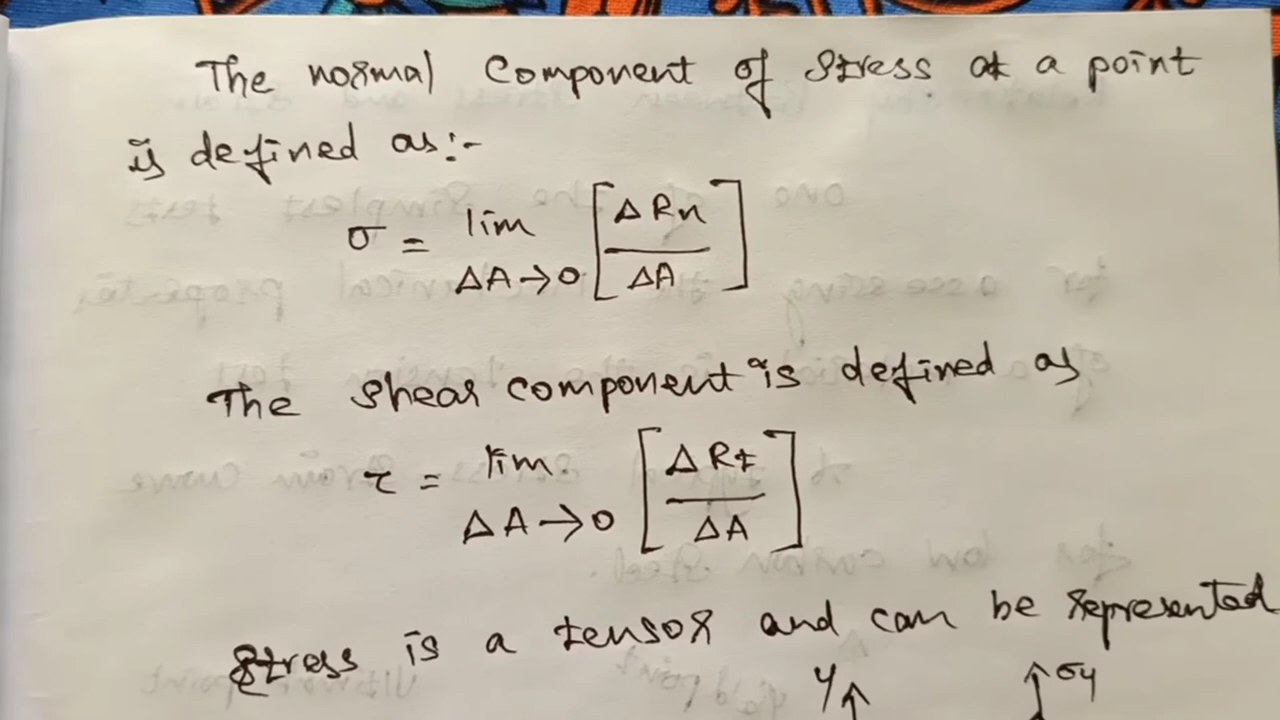 The normal Component of Stress at a point
is defined as:-
σ = lim ΔA→0 [ΔRn / ΔA]
The shear component is defined as
τ = lim ΔA→0 [ΔRt / ΔA]
Stress is a tensor and can be represented
y σy